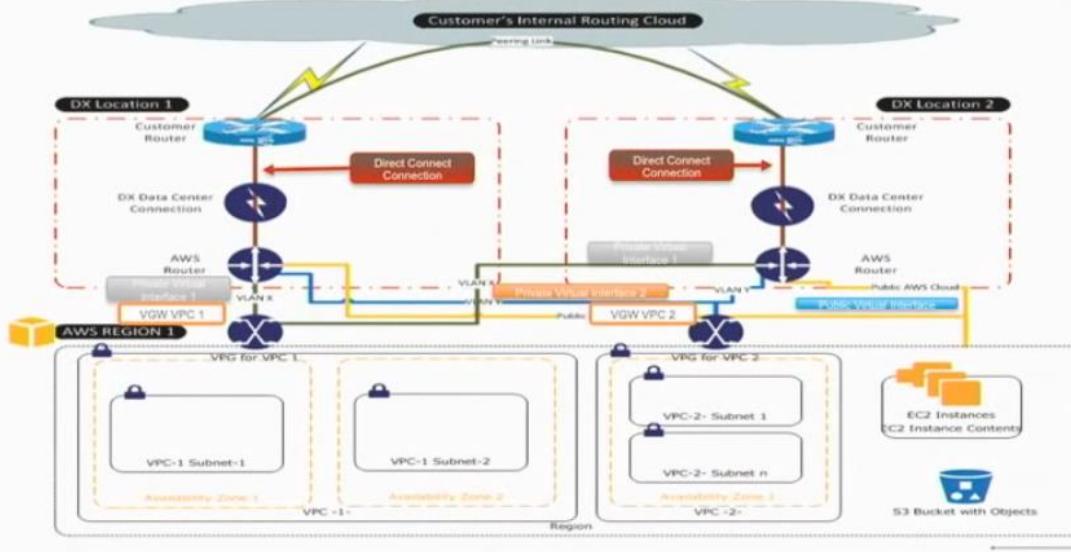 Customer's Internal Routing Cloud
Peering Link
DX Location 1
DX Location 2
Customer
Router
Customer
Router
Direct Connect
Connection
Direct Connect
Connection
DX Data Center
Connection
DX Data Center
Connection
AWS
Router
Private Virtual
Interface 1
AWS
Router
Private Virtual
Interface 1
VLAN X
VLAN X
VLAN Y
VLAN Y
Private Virtual Interface 2
Public AWS Cloud
Public Virtual Interface
VGW VPC 1
Public
VGW VPC 2
AWS REGION 1
VPG for VPC 1
VPG for VPC 2
VPC-1 Subnet-1
VPC-1 Subnet-2
VPC-2- Subnet 1
VPC-2- Subnet n
EC2 Instances
EC2 Instance Contents
Availability Zone 1
Availability Zone 2
Availability Zone 1
VPC -1-
VPC -2-
S3 Bucket with Objects
Region